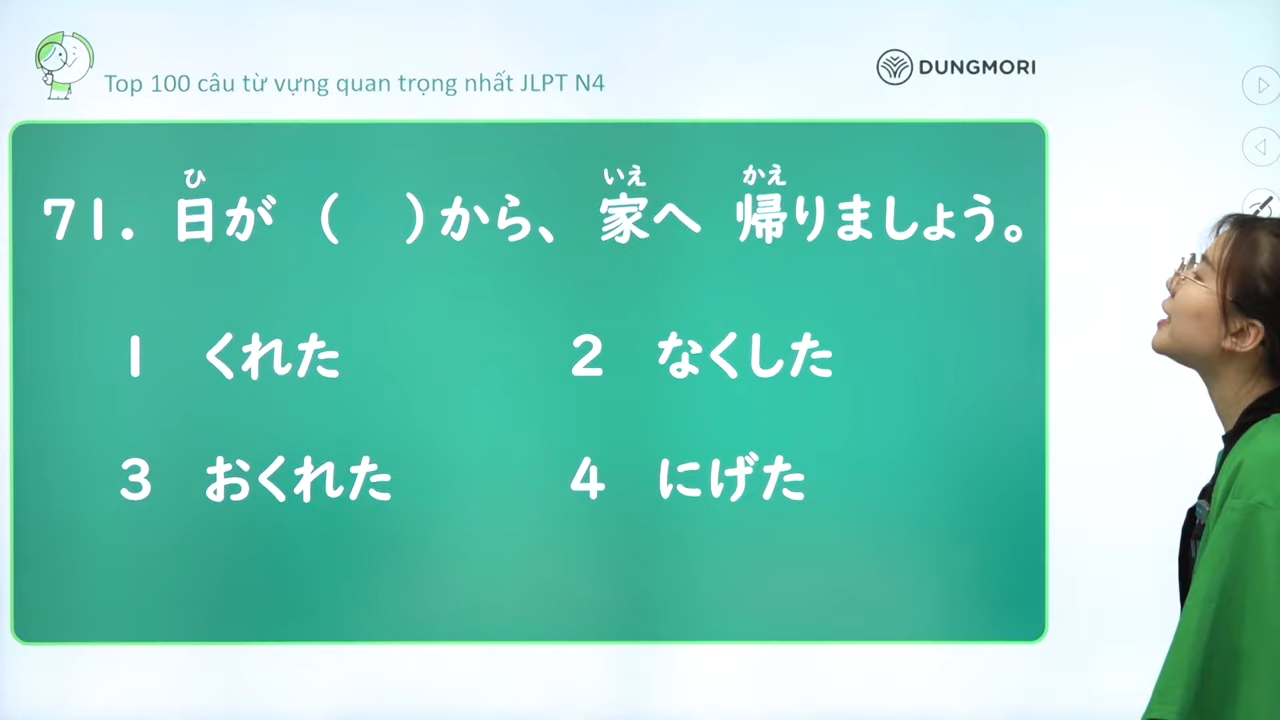 Top 100 câu từ vựng quan trọng nhất JLPT N4
DUNGMORI
ひ いえ かえ
71. 日が ( )から、 家へ 帰りましょう。
1 くれた 2 なくした
3 おくれた 4 にげた